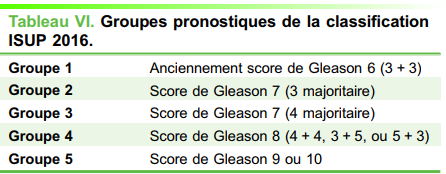 Tableau VI. Groupes pronostiques de la classification
ISUP 2016.
Groupe 1 Anciennement score de Gleason 6 (3 + 3)
Groupe 2 Score de Gleason 7 (3 majoritaire)
Groupe 3 Score de Gleason 7 (4 majoritaire)
Groupe 4 Score de Gleason 8 (4 + 4, 3 + 5, ou 5 + 3)
Groupe 5 Score de Gleason 9 ou 10